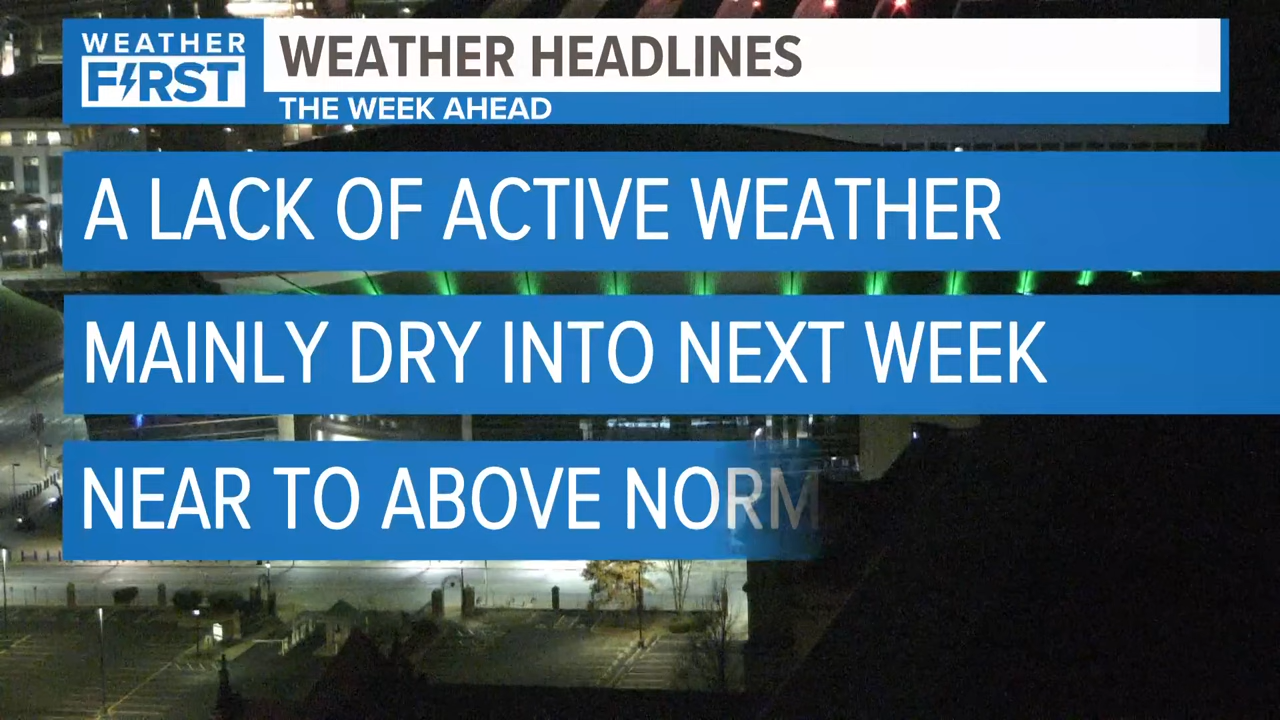 WEATHER
FIRST
WEATHER HEADLINES
THE WEEK AHEAD
A LACK OF ACTIVE WEATHER
MAINLY DRY INTO NEXT WEEK
NEAR TO ABOVE NORM